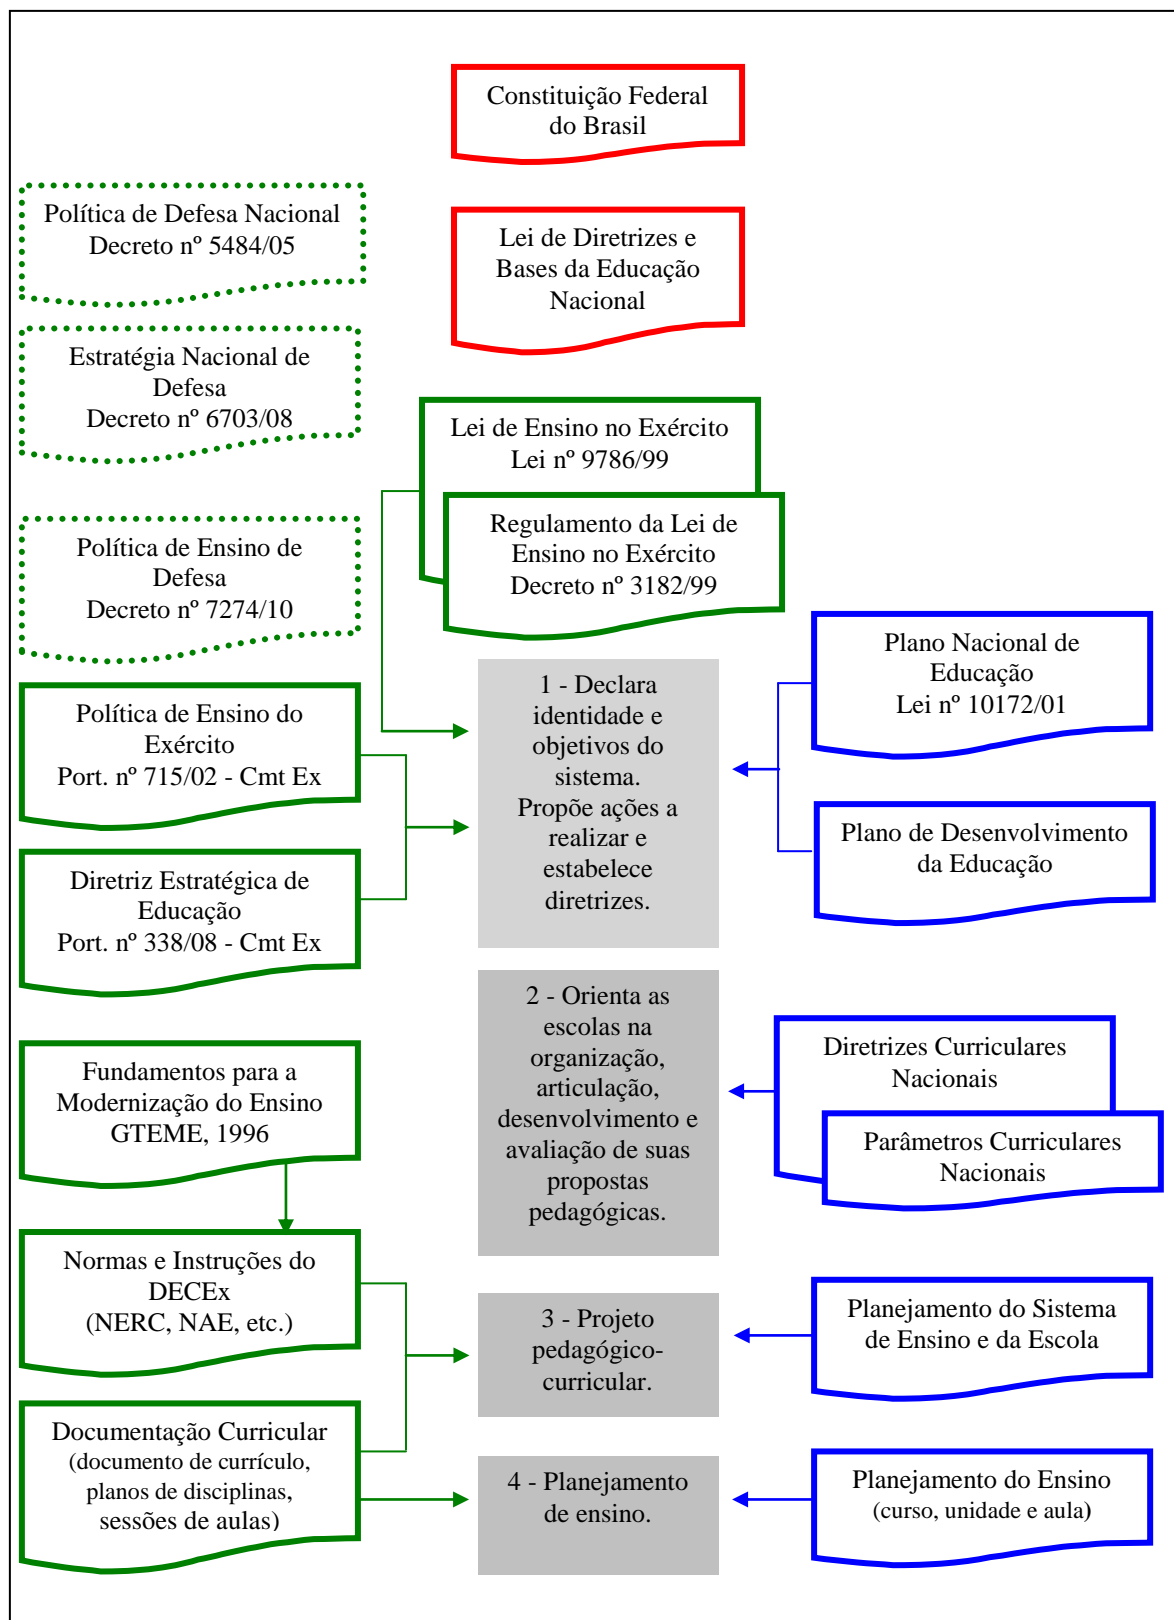 Constituição Federal
do Brasil
Política de Defesa Nacional
Decreto nº 5484/05
Lei de Diretrizes e
Bases da Educação
Nacional
Estratégia Nacional de
Defesa
Decreto nº 6703/08
Lei de Ensino no Exército
Lei nº 9786/99
Regulamento da Lei de
Ensino no Exército
Decreto nº 3182/99
Política de Ensino de
Defesa
Decreto nº 7274/10
Plano Nacional de
Educação
Lei nº 10172/01
Política de Ensino do
Exército
Port. nº 715/02 - Cmt Ex
1 - Declara
identidade e
objetivos do
sistema.
Propõe ações a
realizar e
estabelece
diretrizes.
Plano de Desenvolvimento
da Educação
Diretriz Estratégica de
Educação
Port. nº 338/08 - Cmt Ex
2 - Orienta as
escolas na
organização,
articulação,
desenvolvimento e
avaliação de suas
propostas
pedagógicas.
Diretrizes Curriculares
Nacionais
Parâmetros Curriculares
Nacionais
Fundamentos para a
Modernização do Ensino
GTEME, 1996
Normas e Instruções do
DECEx
(NERC, NAE, etc.)
3 - Projeto
pedagógico-
curricular.
Planejamento do Sistema
de Ensino e da Escola
Documentação Curricular
(documento de currículo,
planos de disciplinas,
sessões de aulas)
4 - Planejamento
de ensino.
Planejamento do Ensino
(curso, unidade e aula)